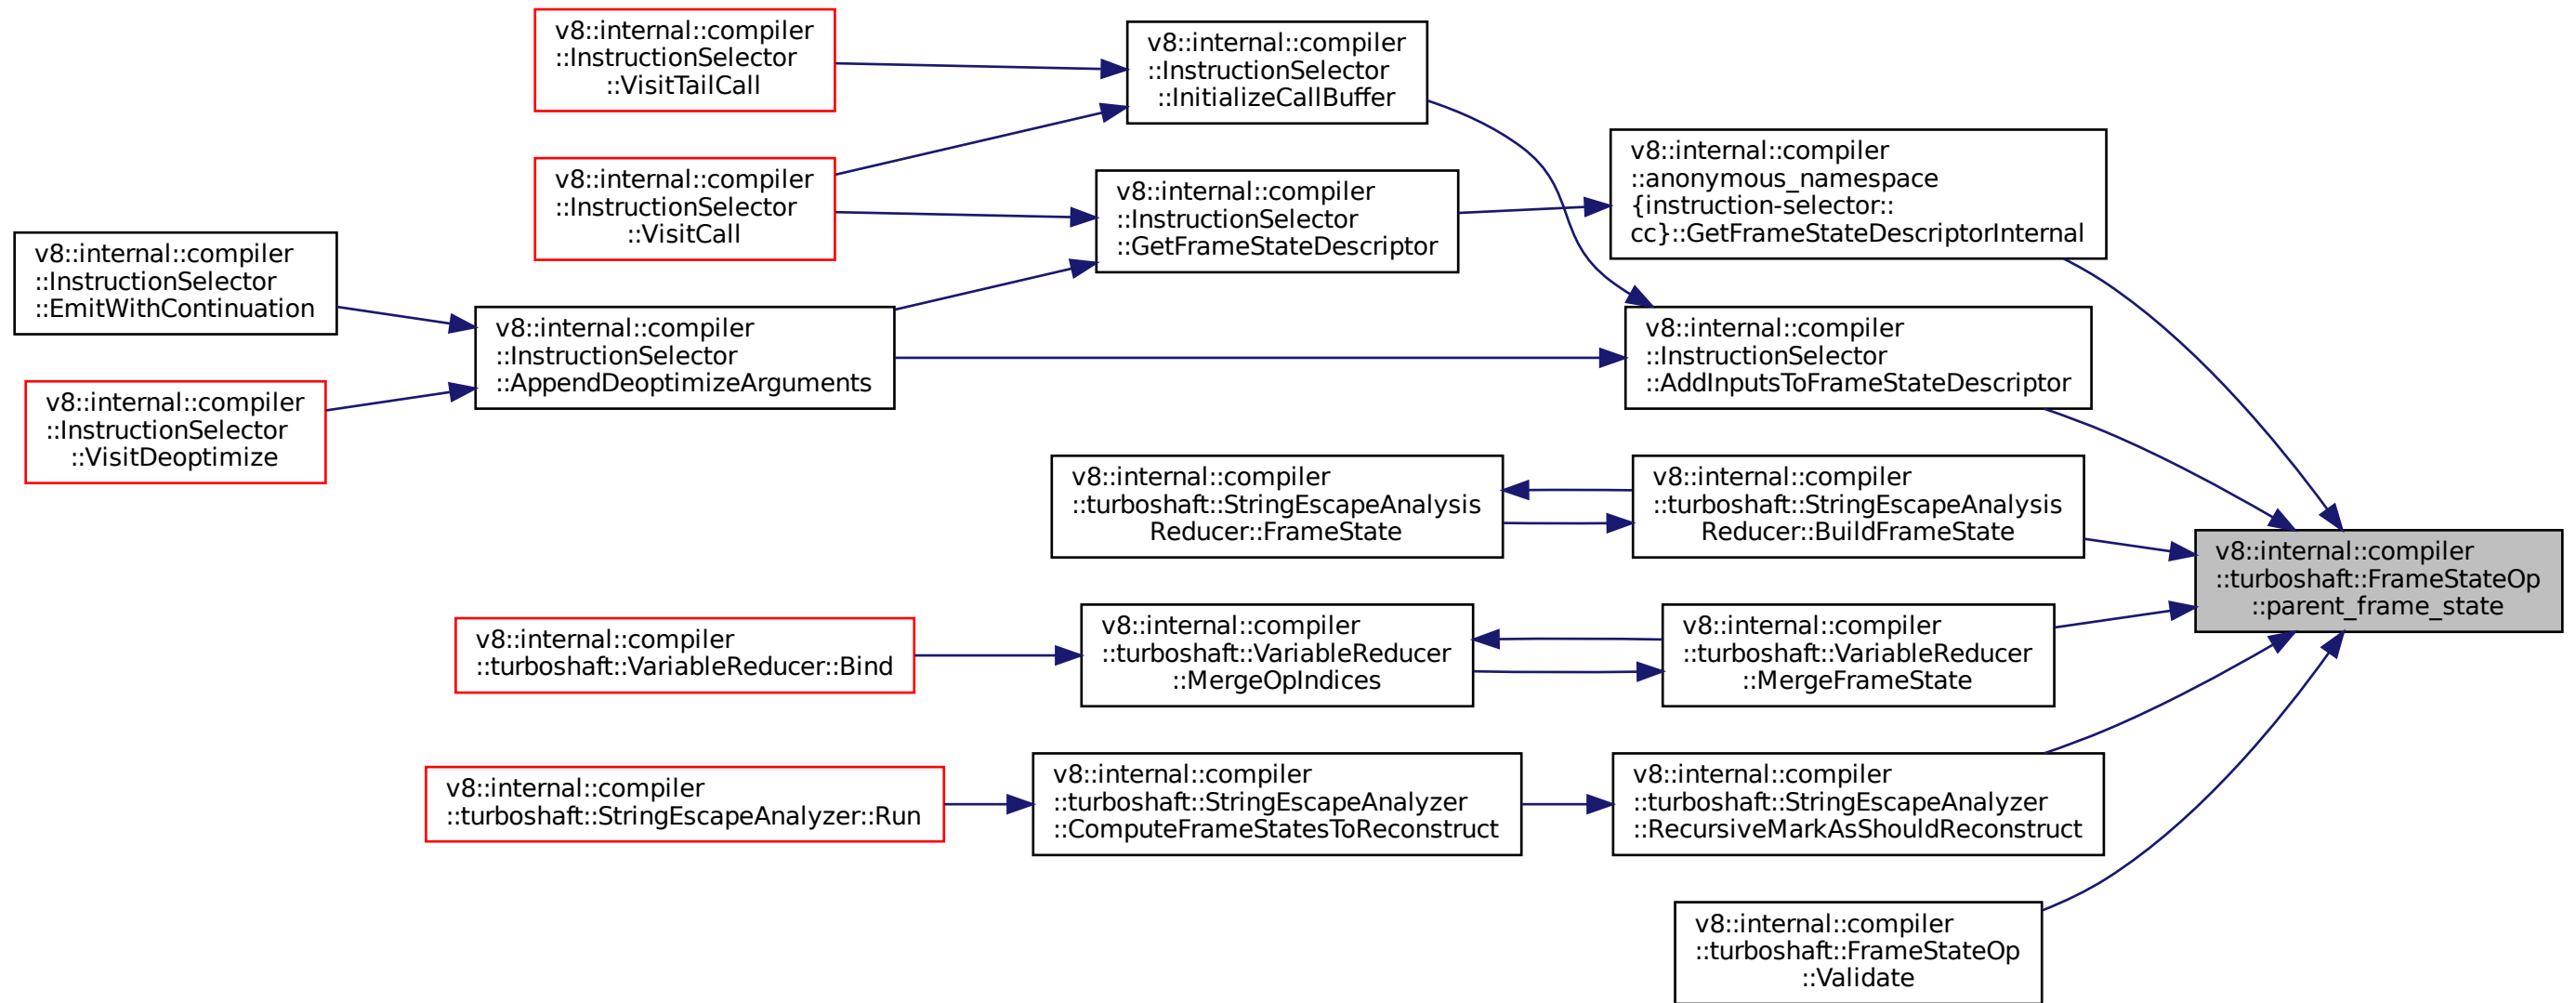 v8::internal::compiler
::InstructionSelector
::VisitTailCall
v8::internal::compiler
::InstructionSelector
::InitializeCallBuffer
v8::internal::compiler
::anonymous_namespace
{instruction-selector::
cc}::GetFrameStateDescriptorInternal
v8::internal::compiler
::InstructionSelector
::VisitCall
v8::internal::compiler
::InstructionSelector
::GetFrameStateDescriptor
v8::internal::compiler
::InstructionSelector
::EmitWithContinuation
v8::internal::compiler
::InstructionSelector
::AppendDeoptimizeArguments
v8::internal::compiler
::InstructionSelector
::AddInputsToFrameStateDescriptor
v8::internal::compiler
::InstructionSelector
::VisitDeoptimize
v8::internal::compiler
::turboshaft::StringEscapeAnalysis
Reducer::FrameState
v8::internal::compiler
::turboshaft::StringEscapeAnalysis
Reducer::BuildFrameState
v8::internal::compiler
::turboshaft::FrameStateOp
::parent_frame_state
v8::internal::compiler
::turboshaft::VariableReducer::Bind
v8::internal::compiler
::turboshaft::VariableReducer
::MergeOpIndices
v8::internal::compiler
::turboshaft::VariableReducer
::MergeFrameState
v8::internal::compiler
::turboshaft::StringEscapeAnalyzer::Run
v8::internal::compiler
::turboshaft::StringEscapeAnalyzer
::ComputeFrameStatesToReconstruct
v8::internal::compiler
::turboshaft::StringEscapeAnalyzer
::RecursiveMarkAsShouldReconstruct
v8::internal::compiler
::turboshaft::FrameStateOp
::Validate